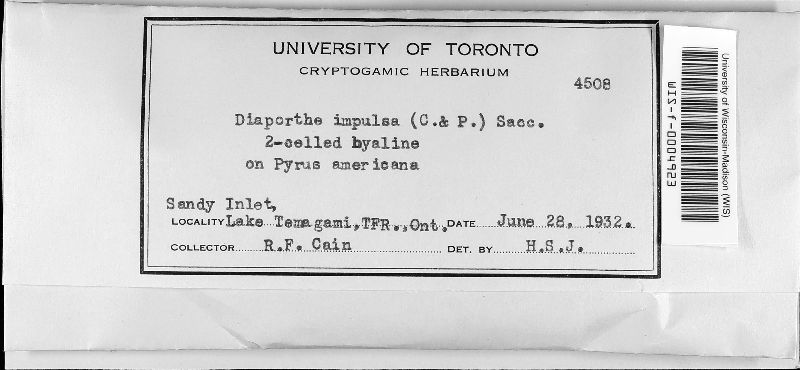 UNIVERSITY OF TORONTO
CRYPTOGAMIC HERBARIUM
4508
Diaporthe impulsa (C.& P.) Sacc.
2-celled hyaline
on Pyrus americana
Sandy Inlet,
LOCALITY Lake Temagami, TFR., Ont. DATE June 28, 1932.
COLLECTOR R.F. Cain DET. BY H.S.J.
University of Wisconsin-Madison (WIS)
WIS-f-0004623